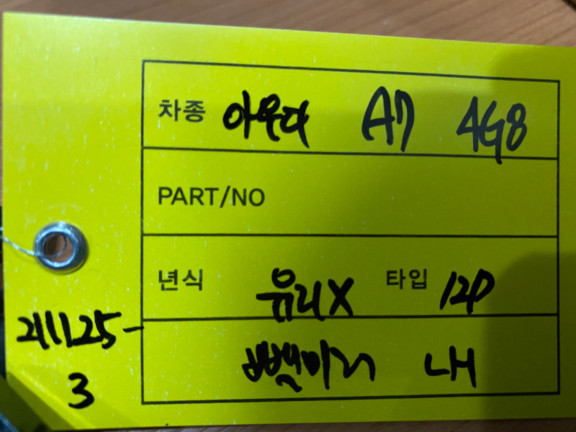 차종 아우디 A7 4G8
PART/NO
년식 유리X 타입 12P
빽미러 LH
211125-
3